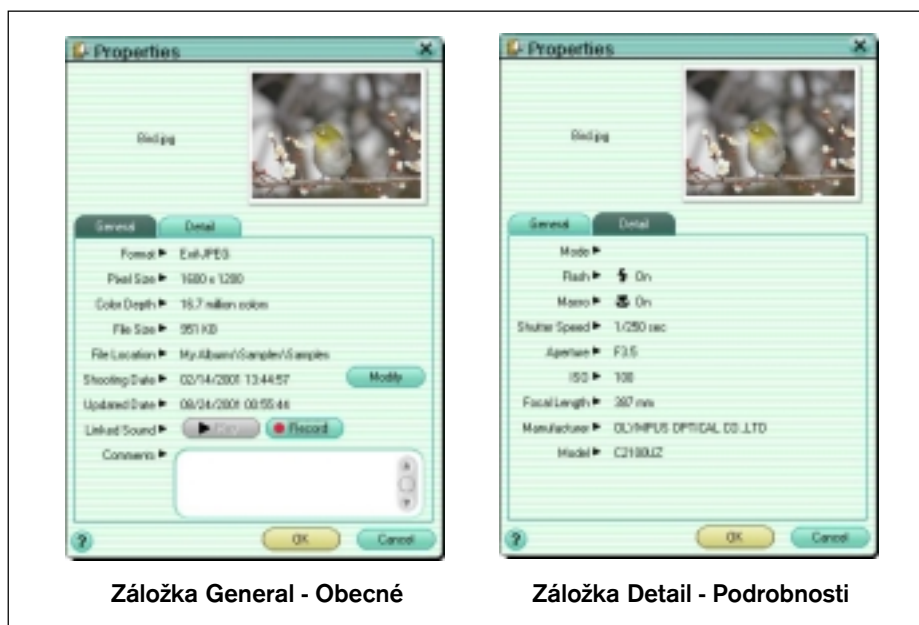 Properties
Bird.jpg
General Detail
Format Exif-JPEG
Pixel Size 1600 x 1200
Color Depth 16.7 million colors
File Size 951 KB
File Location My Albums\Samples\Samples
Shooting Date 02/14/2001 13:44:57 Modify
Updated Date 08/24/2001 08:55:44
Linked Sound Play Record
Comments
? OK Cancel
Záložka General - Obecné
Properties
Bird.jpg
General Detail
Mode
Flash On
Macro On
Shutter Speed 1/250 sec
Aperture F3.5
ISO 100
Focal Length 387 mm
Manufacturer OLYMPUS OPTICAL CO.,LTD
Model C2100UZ
? OK Cancel
Záložka Detail - Podrobnosti